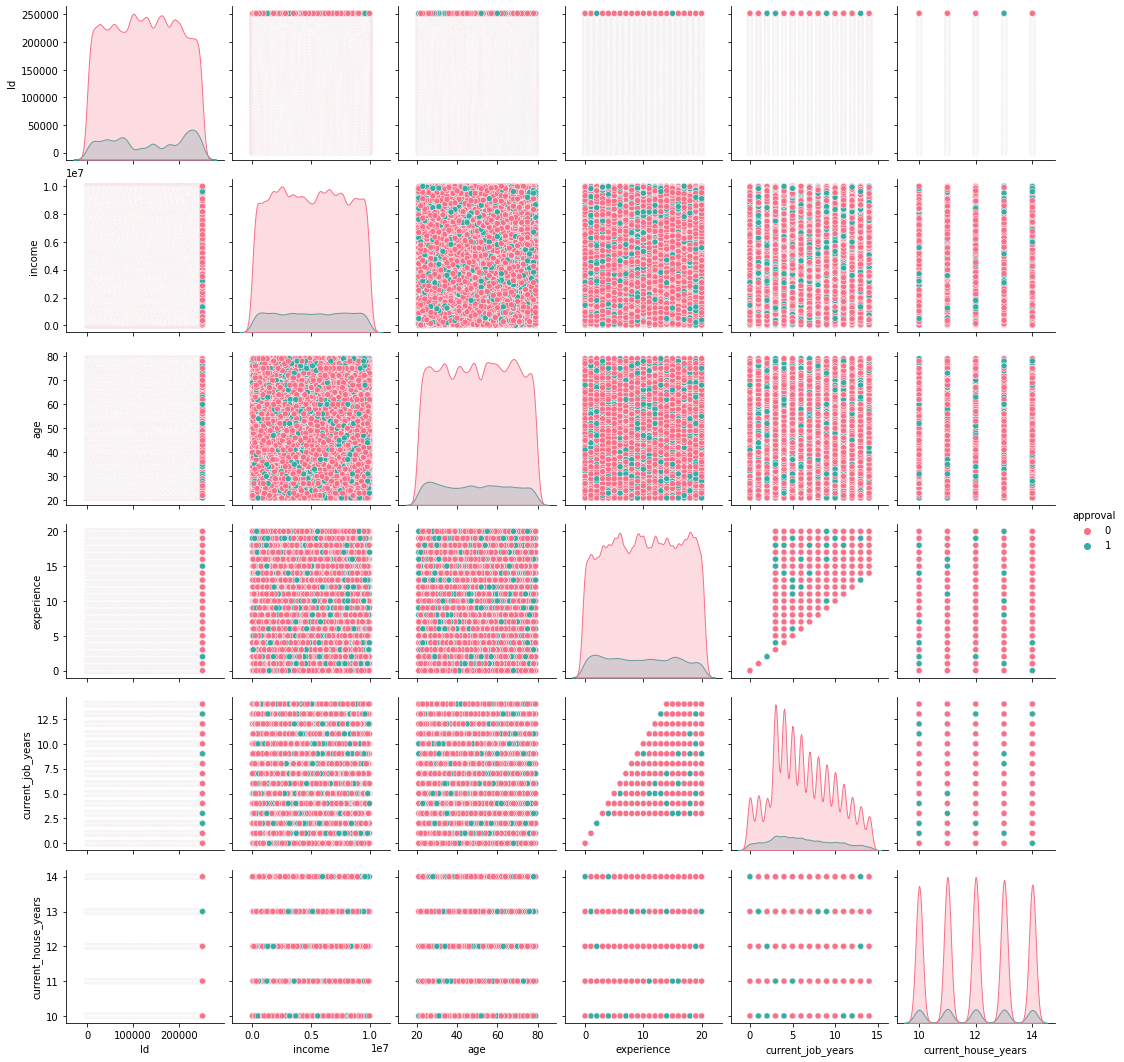 250000
200000
150000
100000
50000
0
Id
1e7
1.0
0.8
0.6
0.4
0.2
0.0
income
80
70
60
50
40
30
20
age
approval
0
1
20
15
10
5
0
experience
12.5
10.0
7.5
5.0
2.5
0.0
current_job_years
14
13
12
11
10
current_house_years
0 100000 200000
0.0 0.5 1.0
20 40 60 80
0 10 20
0 5 10 15
10 12 14
1e7
Id income age experience current_job_years current_house_years